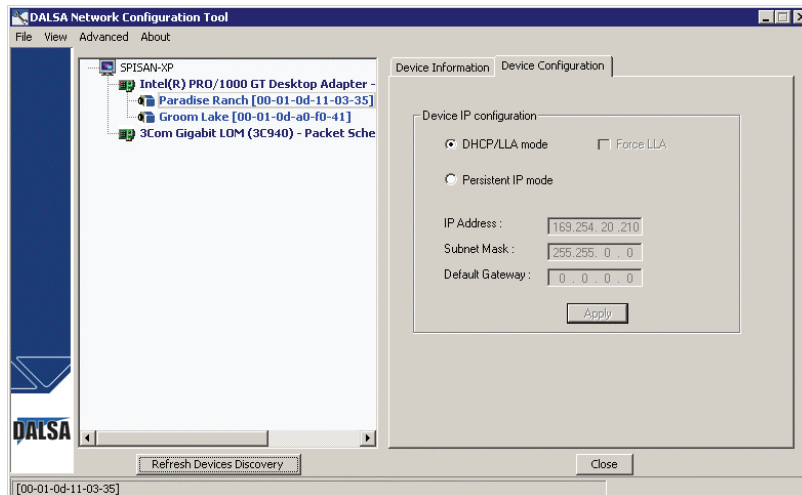 DALSA Network Configuration Tool
File View Advanced About
SPISAN-XP
Intel(R) PRO/1000 GT Desktop Adapter -
Paradise Ranch [00-01-0d-11-03-35]
Groom Lake [00-01-0d-a0-f0-41]
3Com Gigabit LOM (3C940) - Packet Sche
Device Information Device Configuration
Device IP configuration
DHCP/LLA mode Force LLA
Persistent IP mode
IP Address : 169.254. 20 .210
Subnet Mask : 255.255. 0 . 0
Default Gateway : 0 . 0 . 0 . 0
Apply
DALSA
Refresh Devices Discovery Close
[00-01-0d-11-03-35]